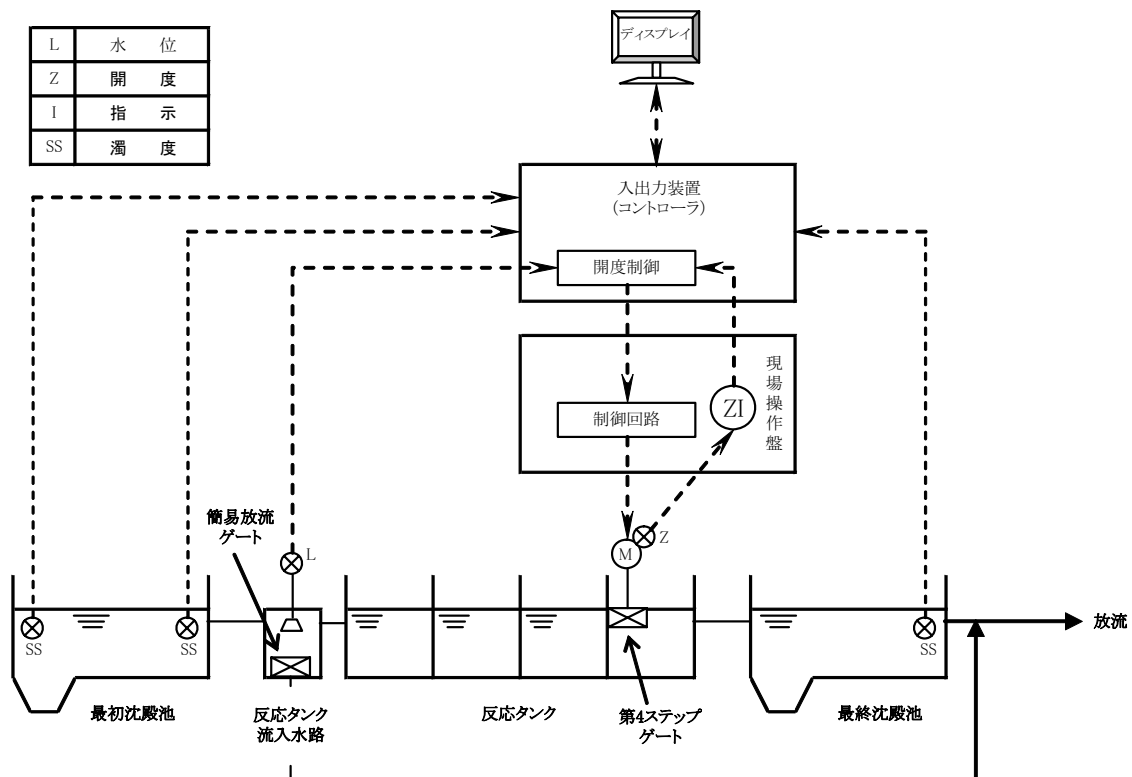 ディスプレイ
L 水 位
Z 開 度
I 指 示
SS 濁 度
入出力装置
(コントローラ)
開度制御
現場操作盤
ZI
制御回路
簡易放流
ゲート
L
M
Z
SS
SS
SS
放流
最初沈殿池
反応タンク
流入水路
反応タンク
第4ステップ
ゲート
最終沈殿池